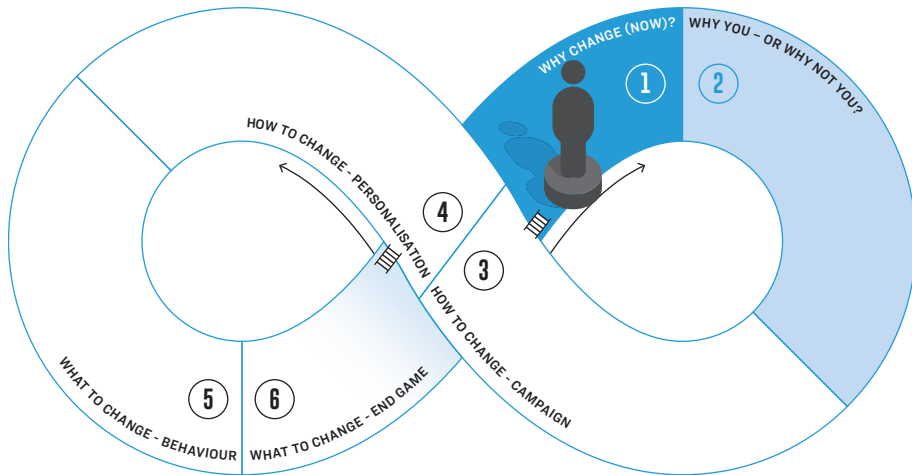 WHY CHANGE (NOW)?
1
WHY YOU – OR WHY NOT YOU?
2
3
HOW TO CHANGE - CAMPAIGN
4
HOW TO CHANGE - PERSONALISATION
5
WHAT TO CHANGE - BEHAVIOUR
6
WHAT TO CHANGE - END GAME